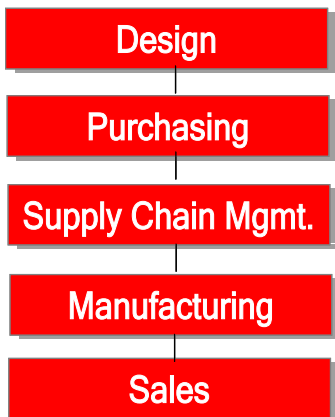 Design
Purchasing
Supply Chain Mgmt.
Manufacturing
Sales